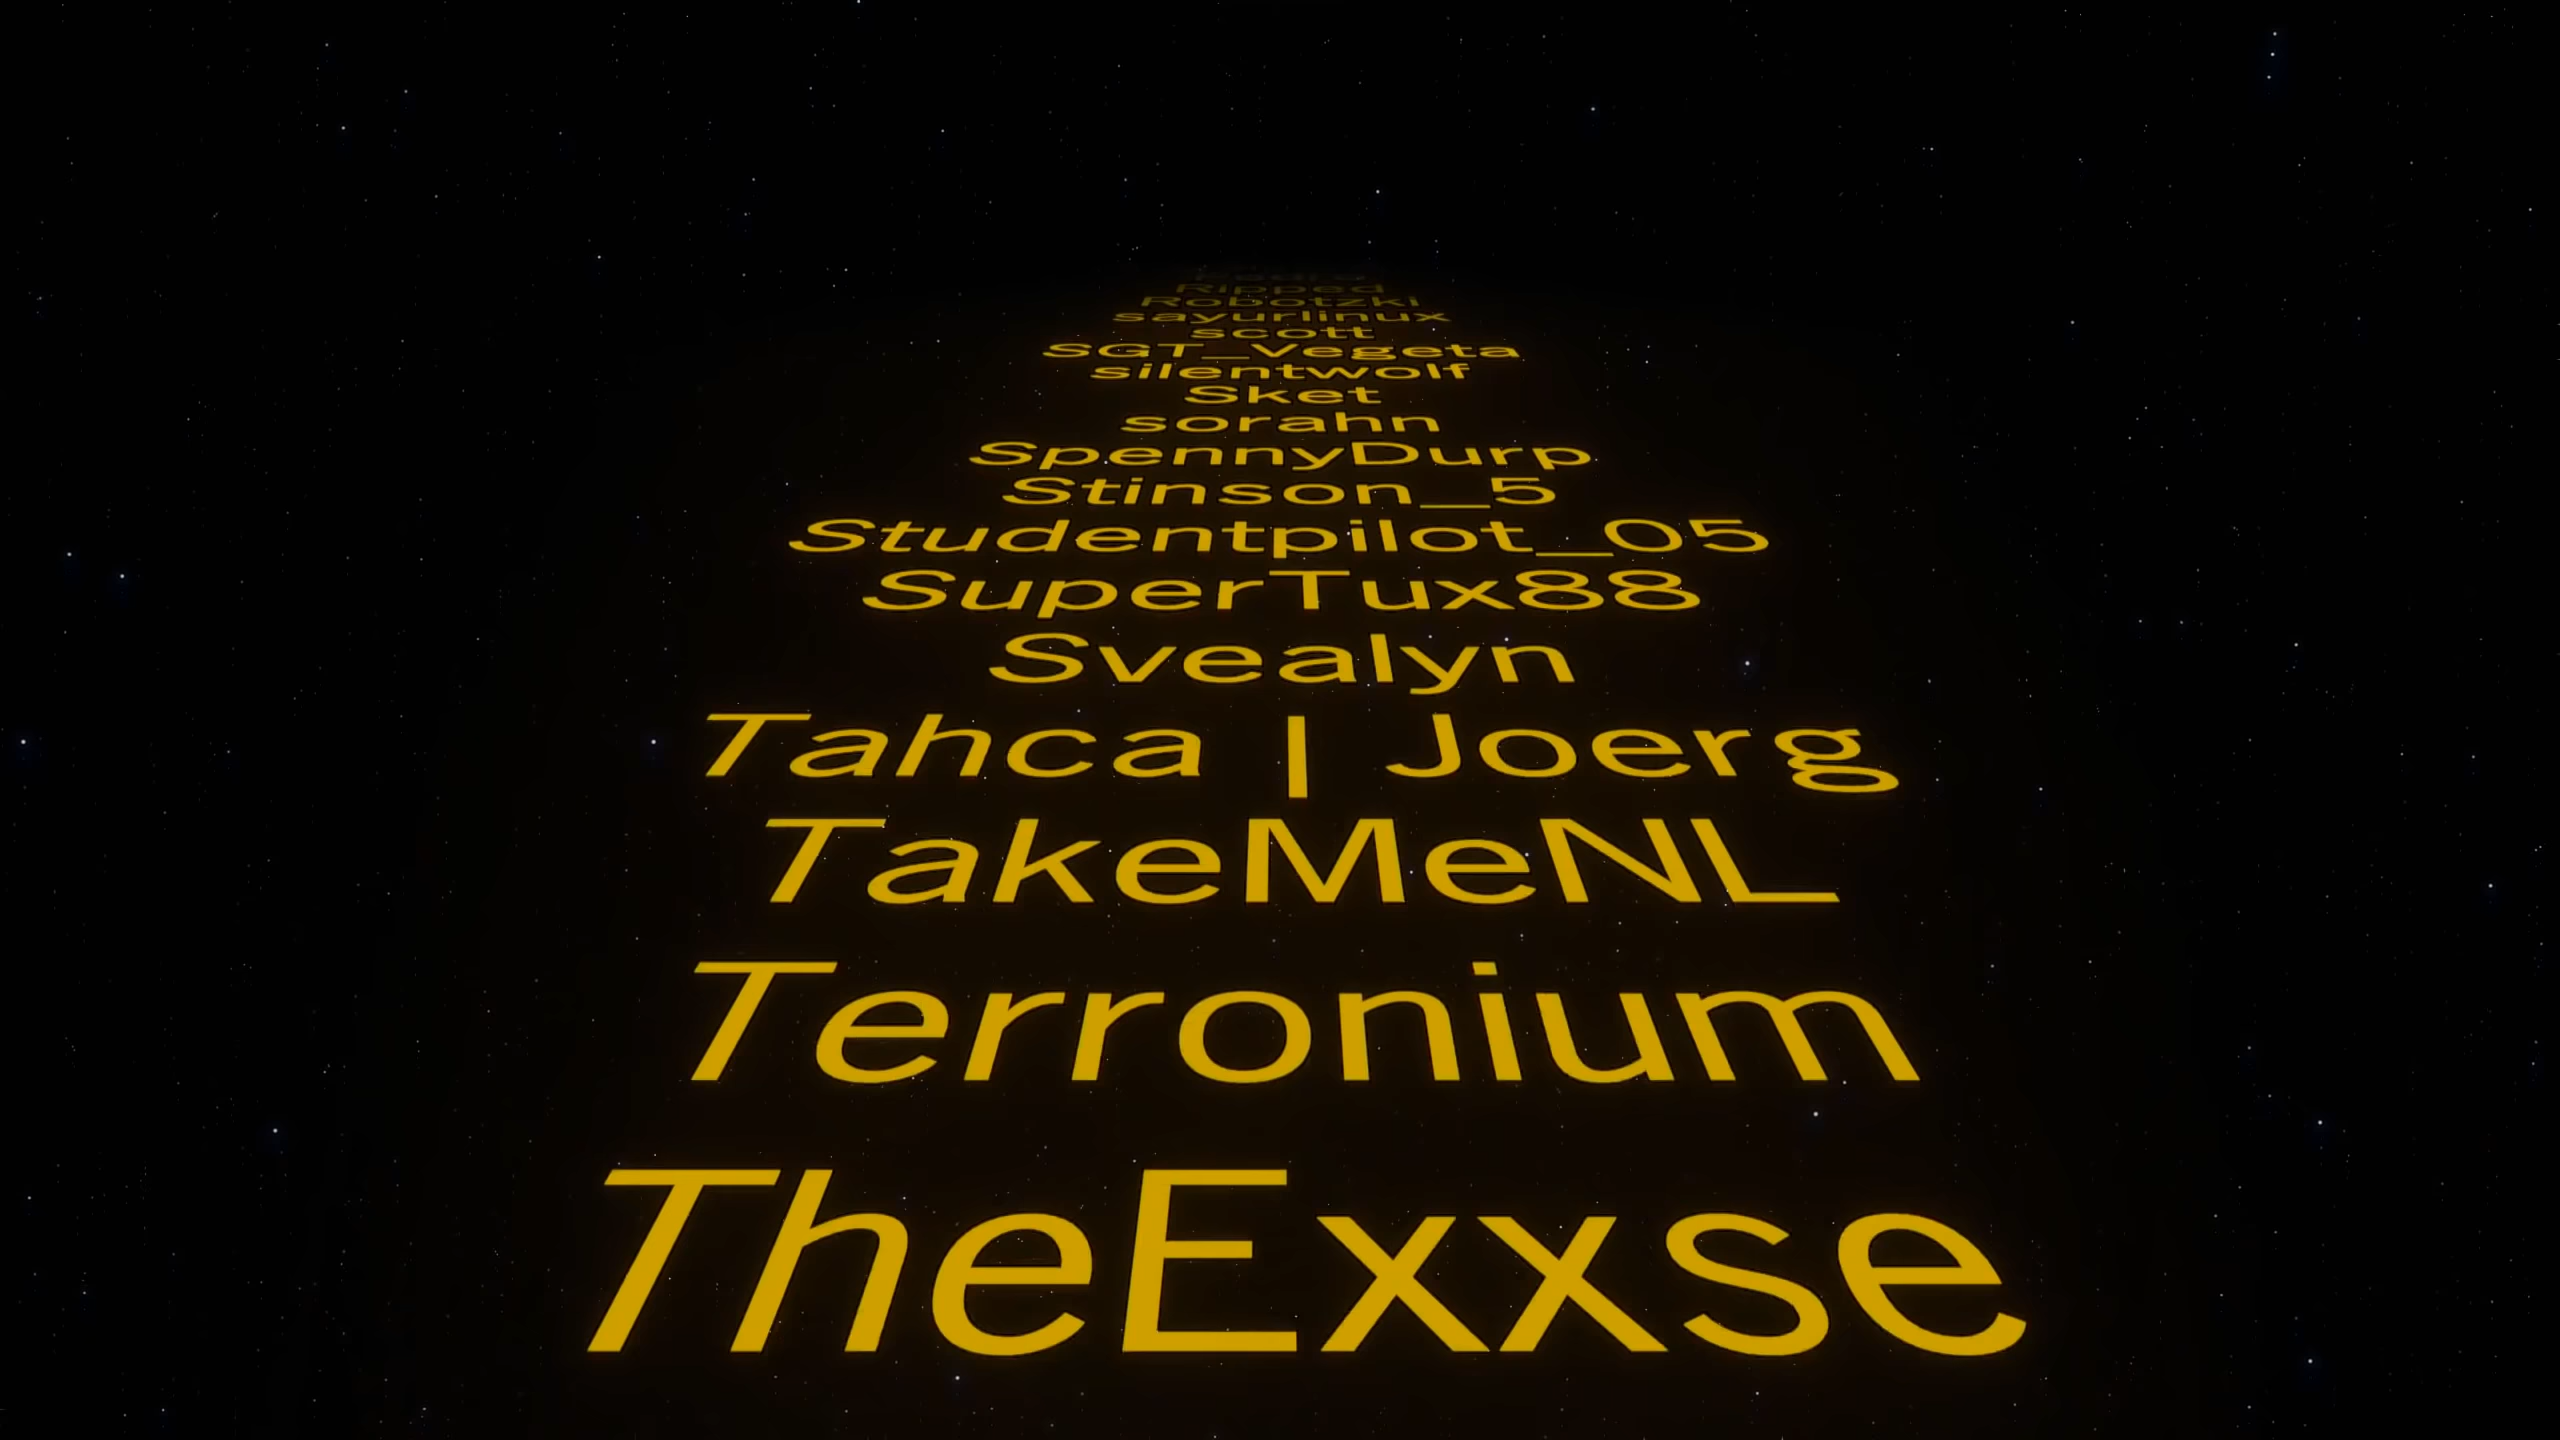 Ripped
Robotzki
sayurlinux
scott
SGT_Vegeta
silentwolf
Sket
sorahn
SpennyDurp
Stinson_5
Studentpilot_05
SuperTux88
Svealyn
Tahca | Joerg
TakeMeNL
Terronium
TheExxse